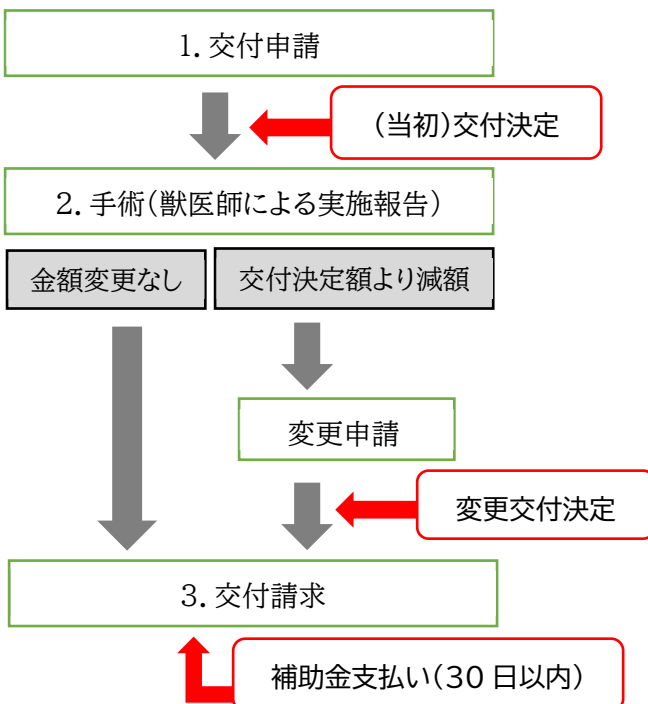 1．交付申請
（当初）交付決定
2．手術（獣医師による実施報告）
金額変更なし
交付決定額より減額
変更申請
変更交付決定
3．交付請求
補助金支払い（30日以内）